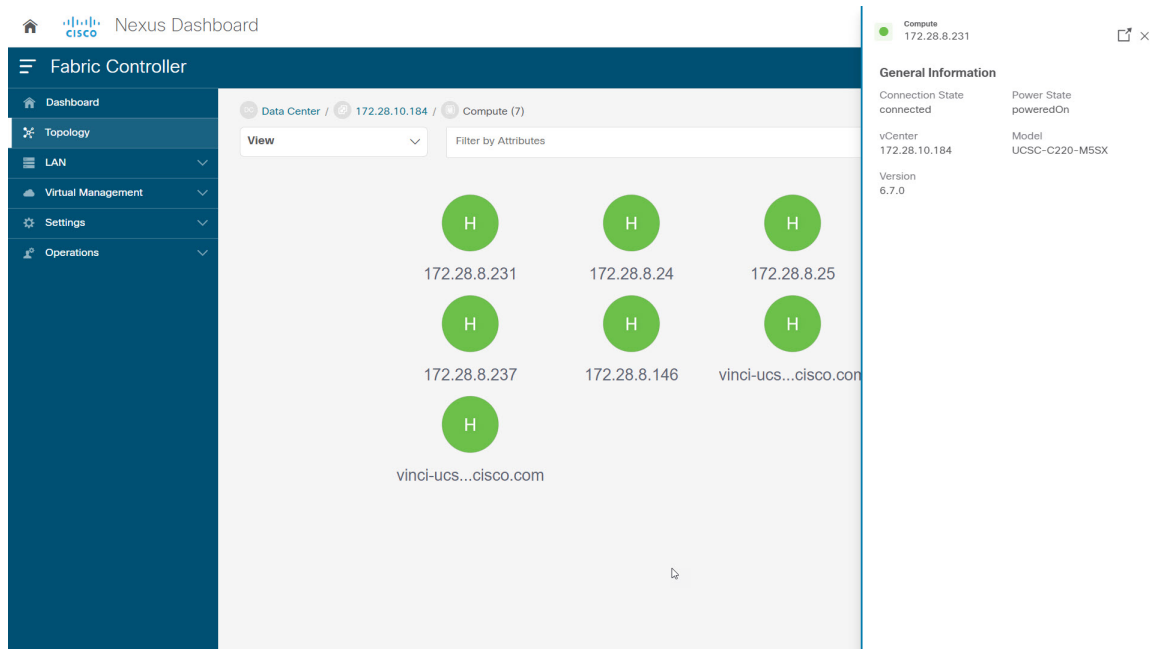 CISCO Nexus Dashboard
Fabric Controller
Dashboard
Topology
LAN
Virtual Management
Settings
Operations
Data Center / 172.28.10.184 / Compute (7)
View
Filter by Attributes
H H H
172.28.8.231 172.28.8.24 172.28.8.25
H H H
172.28.8.237 172.28.8.146 vinci-ucs...cisco.com
H
vinci-ucs...cisco.com
Compute
172.28.8.231
General Information
Connection State Power State
connected poweredOn
vCenter Model
172.28.10.184 UCSC-C220-M5SX
Version
6.7.0